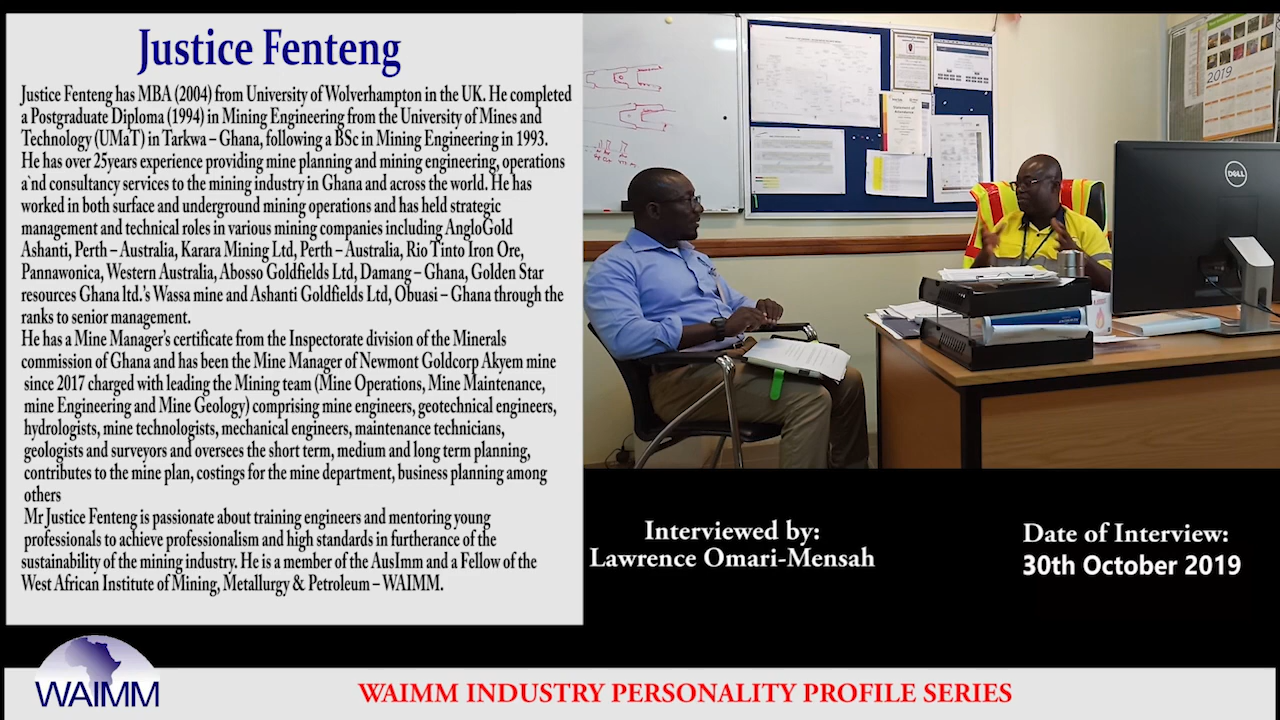 Justice Fenteng
Justice Fenteng has MBA (2004) from University of Wolverhampton in the UK. He completed
a Postgraduate Diploma (1994) in Mining Engineering from the University of Mines and
Technology (UMaT) in Tarkwa – Ghana, following a BSc in Mining Engineering in 1993.
He has over 25years experience providing mine planning and mining engineering, operations
a`nd consultancy services to the mining industry in Ghana and across the world. He has
worked in both surface and underground mining operations and has held strategic
management and technical roles in various mining companies including AngloGold
Ashanti, Perth – Australia, Karara Mining Ltd, Perth – Australia, Rio Tinto Iron Ore,
Pannawonica, Western Australia, Abosso Goldfields Ltd, Damang – Ghana, Golden Star
resources Ghana ltd.'s Wassa mine and Ashanti Goldfields Ltd, Obuasi – Ghana through the
ranks to senior management.
He has a Mine Manager's certificate from the Inspectorate division of the Minerals
commission of Ghana and has been the Mine Manager of Newmont Goldcorp Akyem mine
since 2017 charged with leading the Mining team (Mine Operations, Mine Maintenance,
mine Engineering and Mine Geology) comprising mine engineers, geotechnical engineers,
hydrologists, mine technologists, mechanical engineers, maintenance technicians,
geologists and surveyors and oversees the short term, medium and long term planning,
contributes to the mine plan, costings for the mine department, business planning among
others
Mr Justice Fenteng is passionate about training engineers and mentoring young
professionals to achieve professionalism and high standards in furtherance of the
sustainability of the mining industry. He is a member of the AusImm and a Fellow of the
West African Institute of Mining, Metallurgy & Petroleum – WAIMM.
2019
DELL
Interviewed by:
Lawrence Omari-Mensah
Date of Interview:
30th October 2019
WAIMM
WAIMM INDUSTRY PERSONALITY PROFILE SERIES